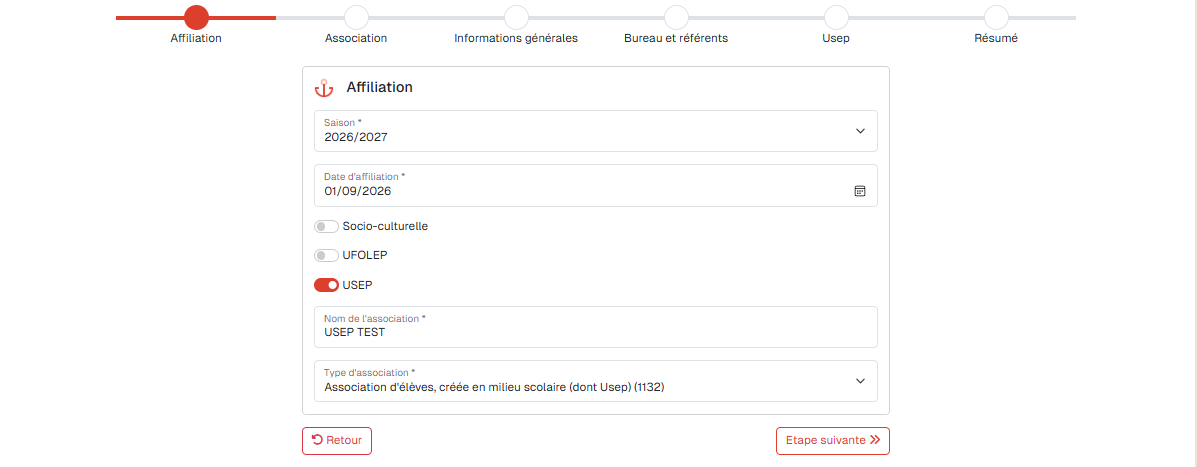 Affiliation
Association
Informations générales
Bureau et référents
Usep
Résumé
Affiliation
Saison *
2026/2027
Date d'affiliation *
01/09/2026
Socio-culturelle
UFOLEP
USEP
Nom de l'association *
USEP TEST
Type d'association *
Association d'élèves, créée en milieu scolaire (dont Usep) (1132)
Retour
Etape suivante